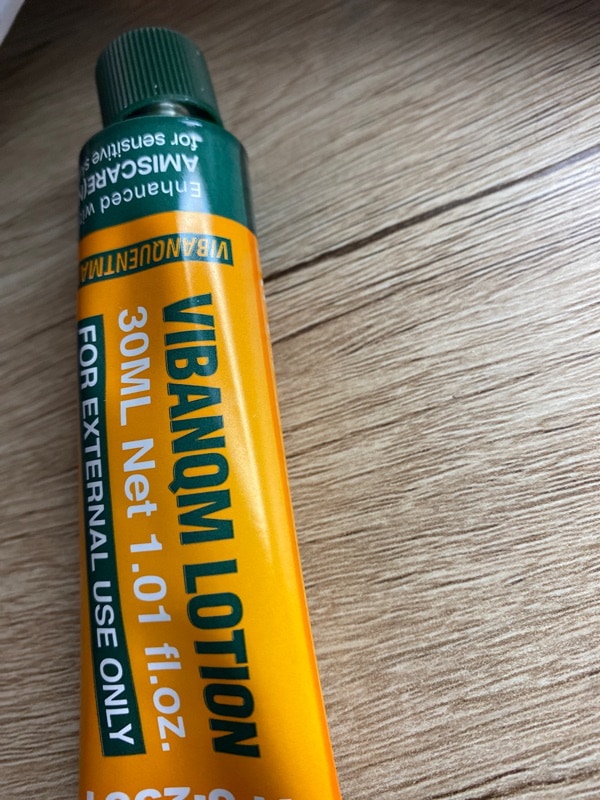 Enhanced
AMISCARE
for sensitive
VIBANQUENTMA
VIBANQM LOTION
30ML Net 1.01 fl.oz.
FOR EXTERNAL USE ONLY